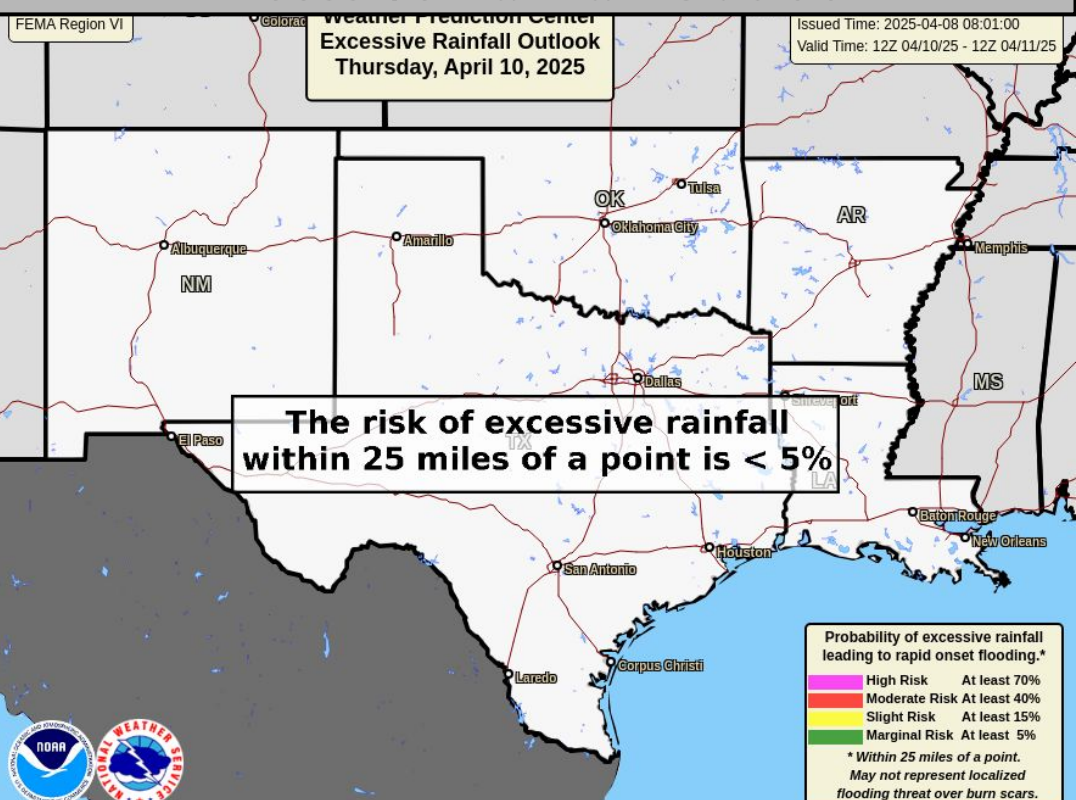 FEMA Region VI
Weather Prediction Center
Excessive Rainfall Outlook
Thursday, April 10, 2025
Issued Time: 2025-04-08 08:01:00
Valid Time: 12Z 04/10/25 - 12Z 04/11/25
Colorad
Tulsa
OK
Oklahoma City
AR
Albuquerque
Amarillo
Memphis
NM
Dallas
MS
Shreveport
The risk of excessive rainfall
within 25 miles of a point is < 5%
El Paso
TX
LA
Baton Rouge
New Orleans
Houston
San Antonio
Corpus Christi
Laredo
Probability of excessive rainfall
leading to rapid onset flooding.*
High Risk At least 70%
Moderate Risk At least 40%
Slight Risk At least 15%
Marginal Risk At least 5%
* Within 25 miles of a point.
May not represent localized
flooding threat over burn scars.
NOAA
NATIONAL WEATHER SERVICE